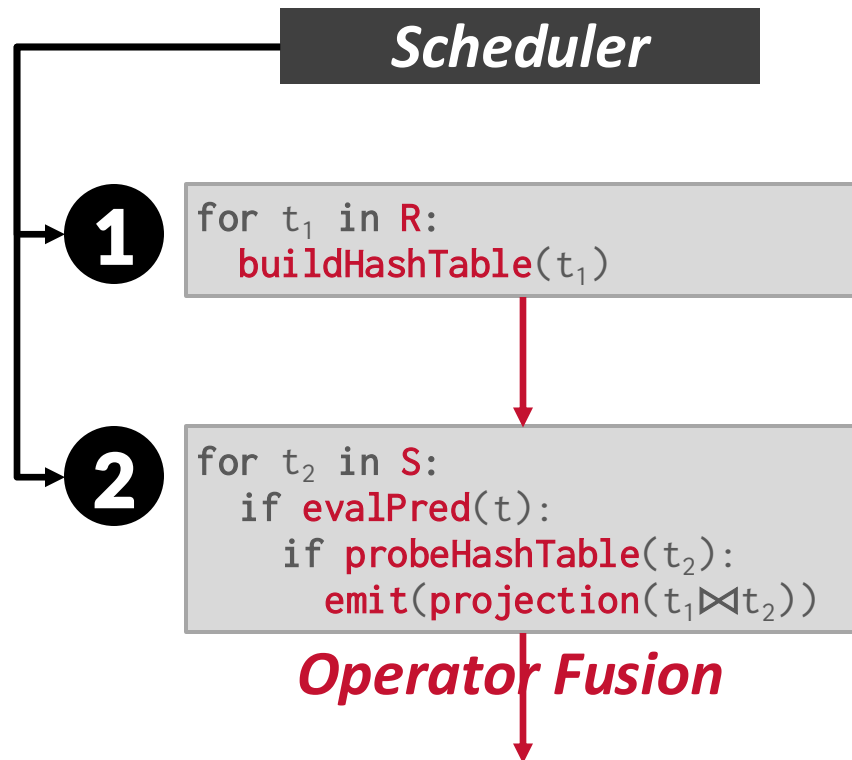 Scheduler
1
for t₁ in R:
buildHashTable(t₁)
2
for t₂ in S:
if evalPred(t):
if probeHashTable(t₂):
emit(projection(t₁⋈t₂))
Operator Fusion